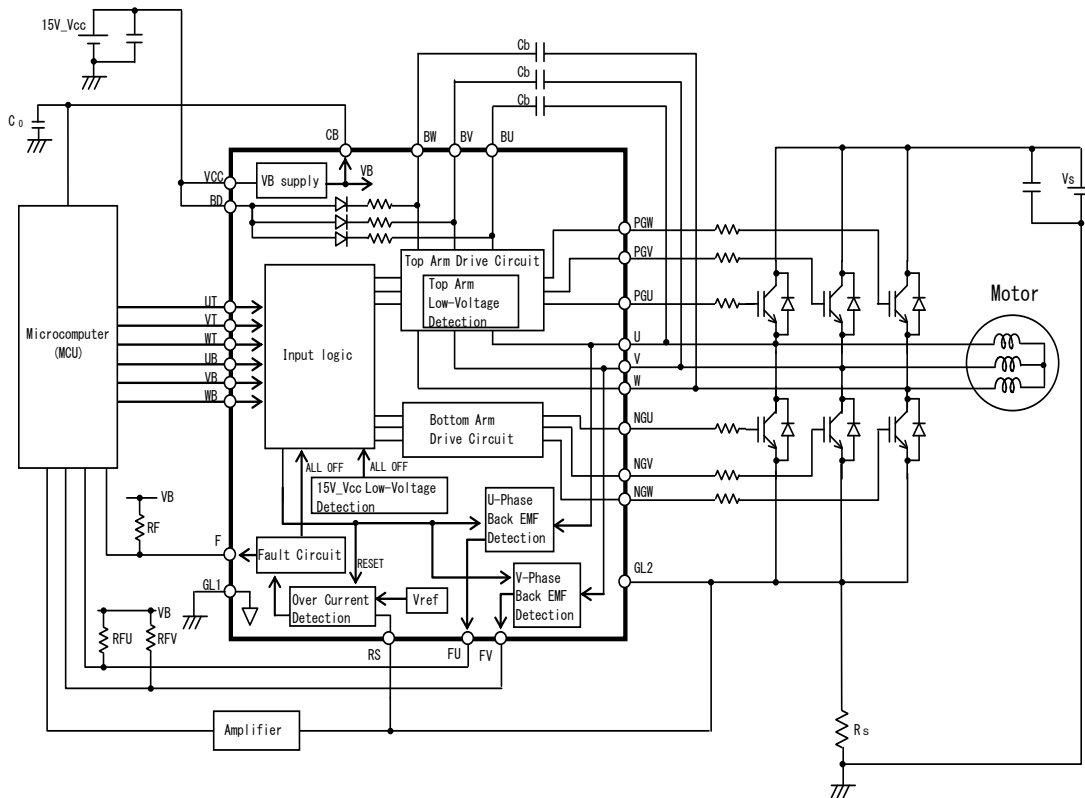 15V_Vcc
Cb
Cb
Cb
C₀
CB
BW
BV
BU
VCC
VB supply
VB
BD
Vs
PGW
PGV
PGU
Top Arm Drive Circuit
Top Arm
Low-Voltage
Detection
Motor
Microcomputer
(MCU)
UT
VT
WT
UB
VB
WB
Input logic
U
V
W
Bottom Arm
Drive Circuit
NGU
NGV
NGW
ALL OFF
ALL OFF
15V_Vcc Low-Voltage
Detection
U-Phase
Back EMF
Detection
VB
RF
F
Fault Circuit
RESET
V-Phase
Back EMF
Detection
GL2
GL1
Over Current
Detection
Vref
VB
RFU
RFV
RS
FU
FV
Amplifier
Rs